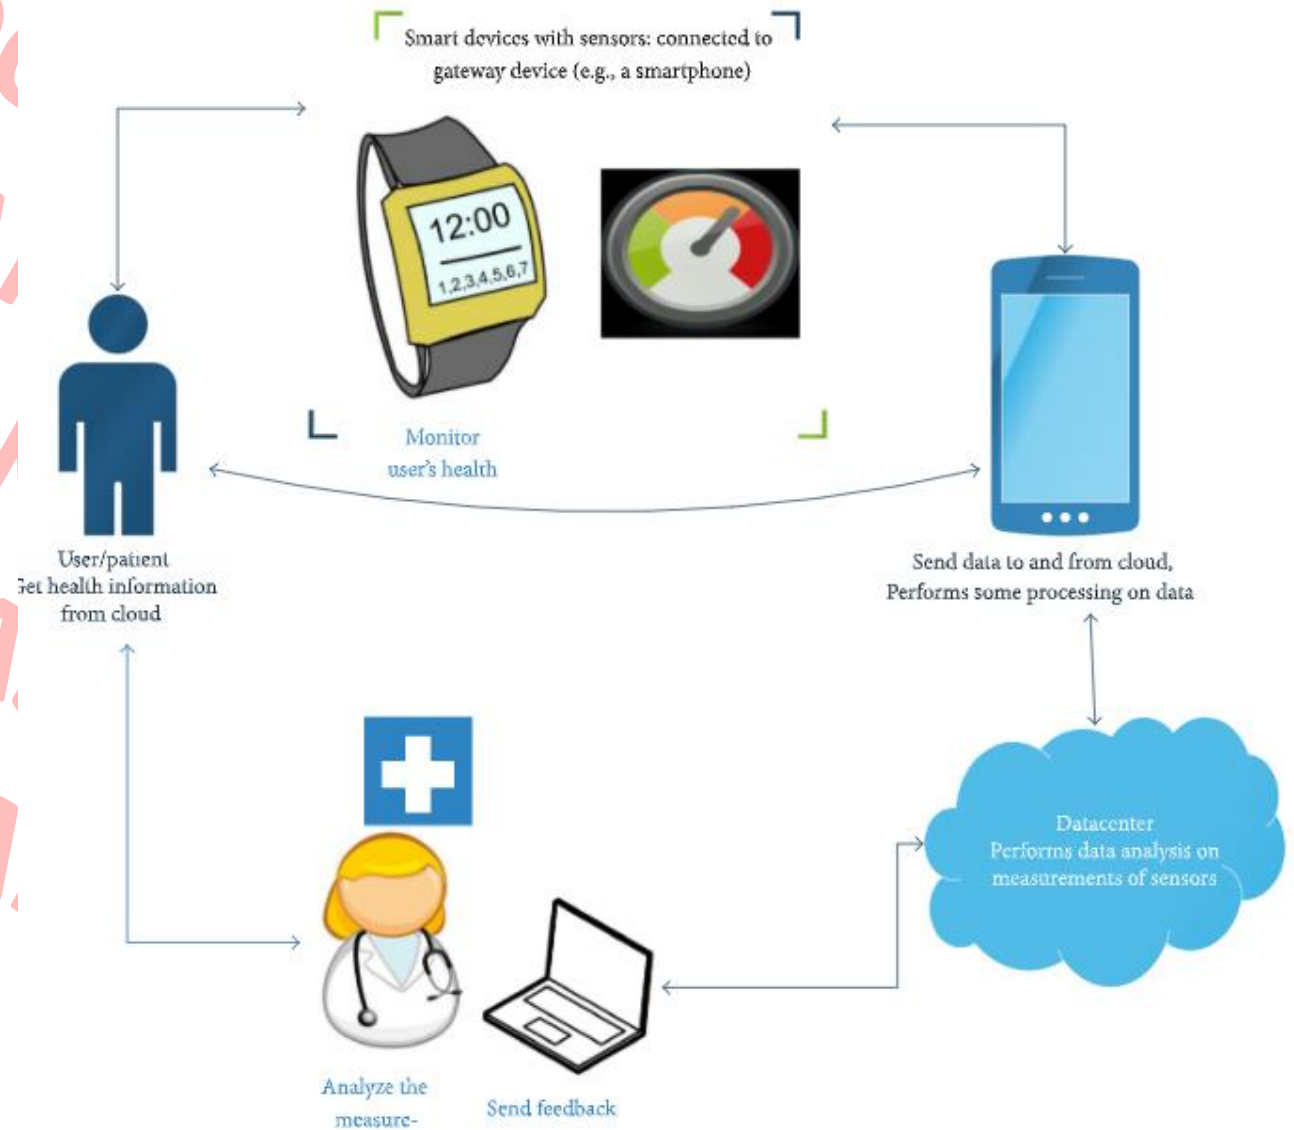 Smart devices with sensors: connected to
gateway device (e.g., a smartphone)
12:00
1,2,3,4,5,6,7
Monitor
user's health
User/patient
Get health information
from cloud
Send data to and from cloud,
Performs some processing on data
Datacenter
Performs data analysis on
measurements of sensors
Analyze the
measure-
Send feedback